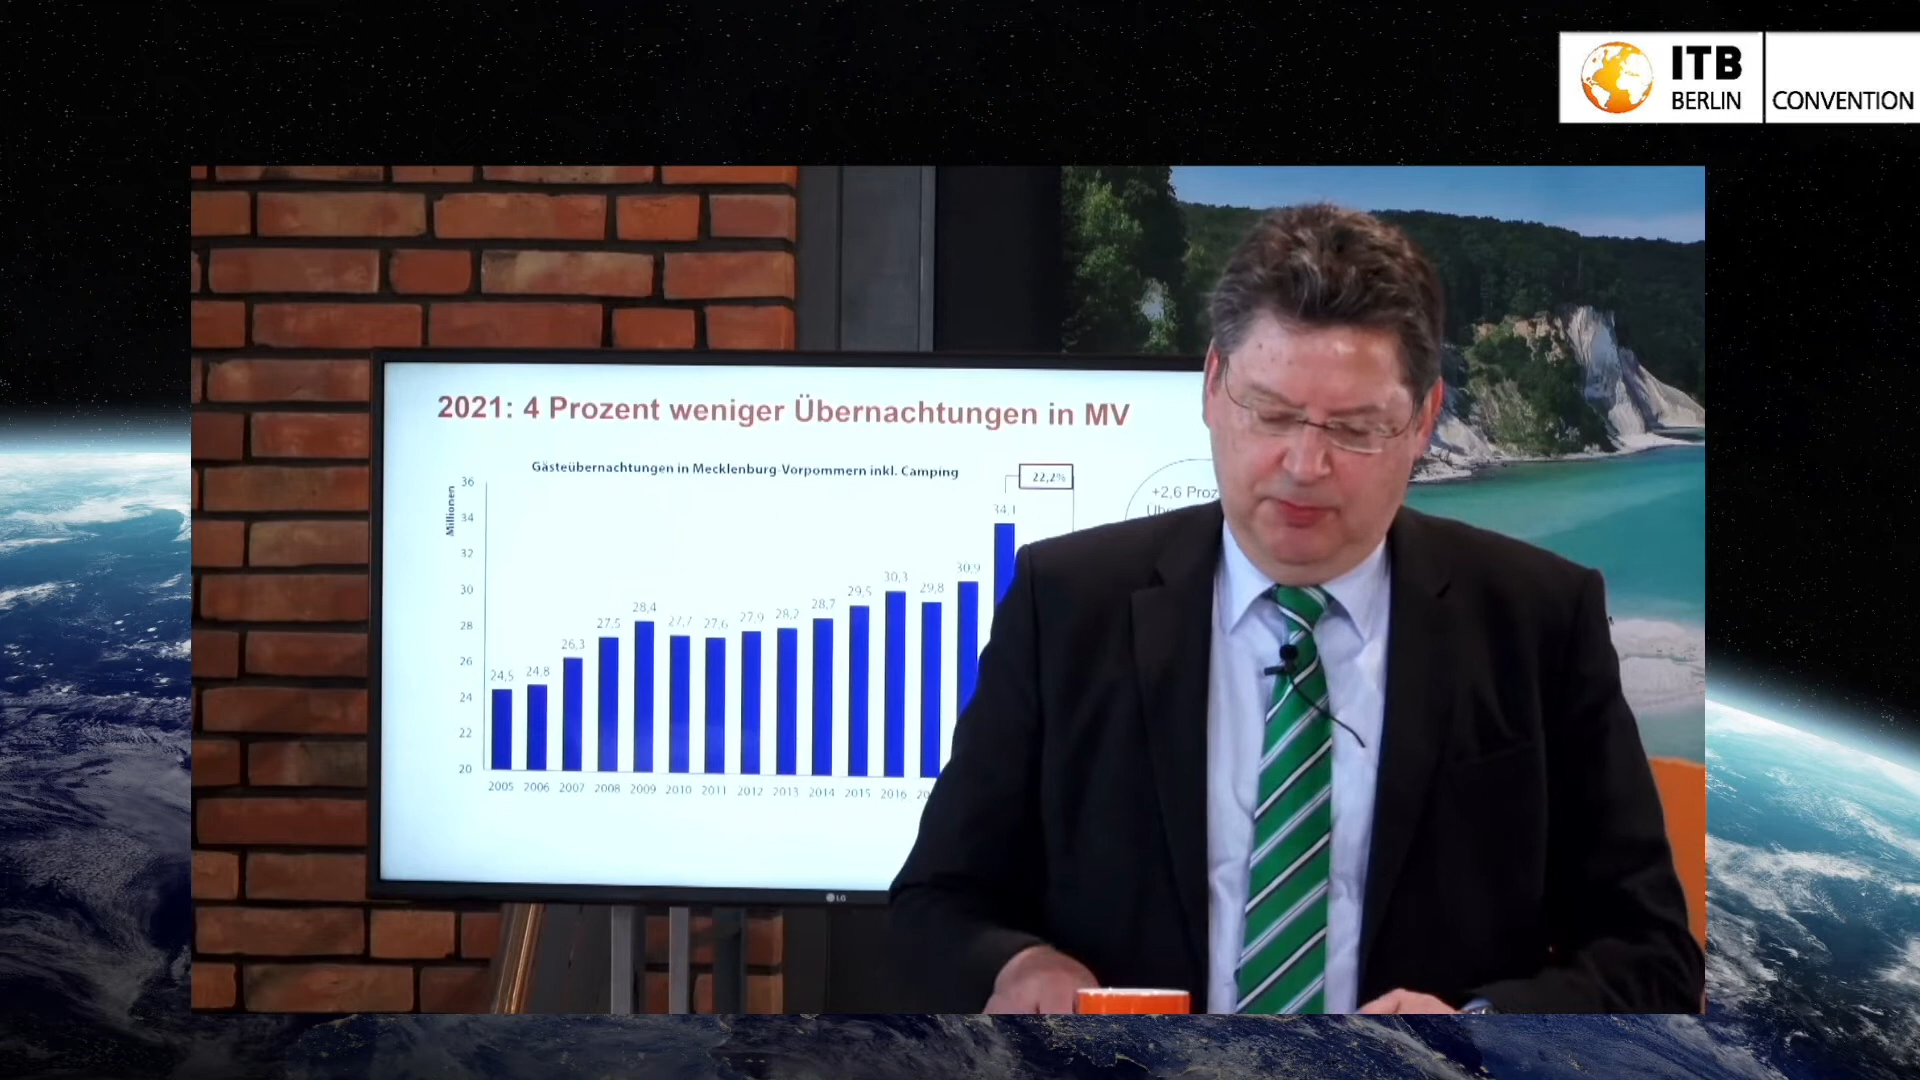 ITB
BERLIN
CONVENTION
2021: 4 Prozent weniger Übernachtungen in MV
Gästeübernachtungen in Mecklenburg-Vorpommern inkl. Camping
Millionen
36
34
32
30
28
26
24
22
20
24,5
24,8
26,3
27,5
28,4
27,7
27,6
27,9
28,2
28,7
29,5
30,3
29,8
30,9
34,1
22,2%
2005 2006 2007 2008 2009 2010 2011 2012 2013 2014 2015 2016 20
+2,6 Proz
Übe
LG